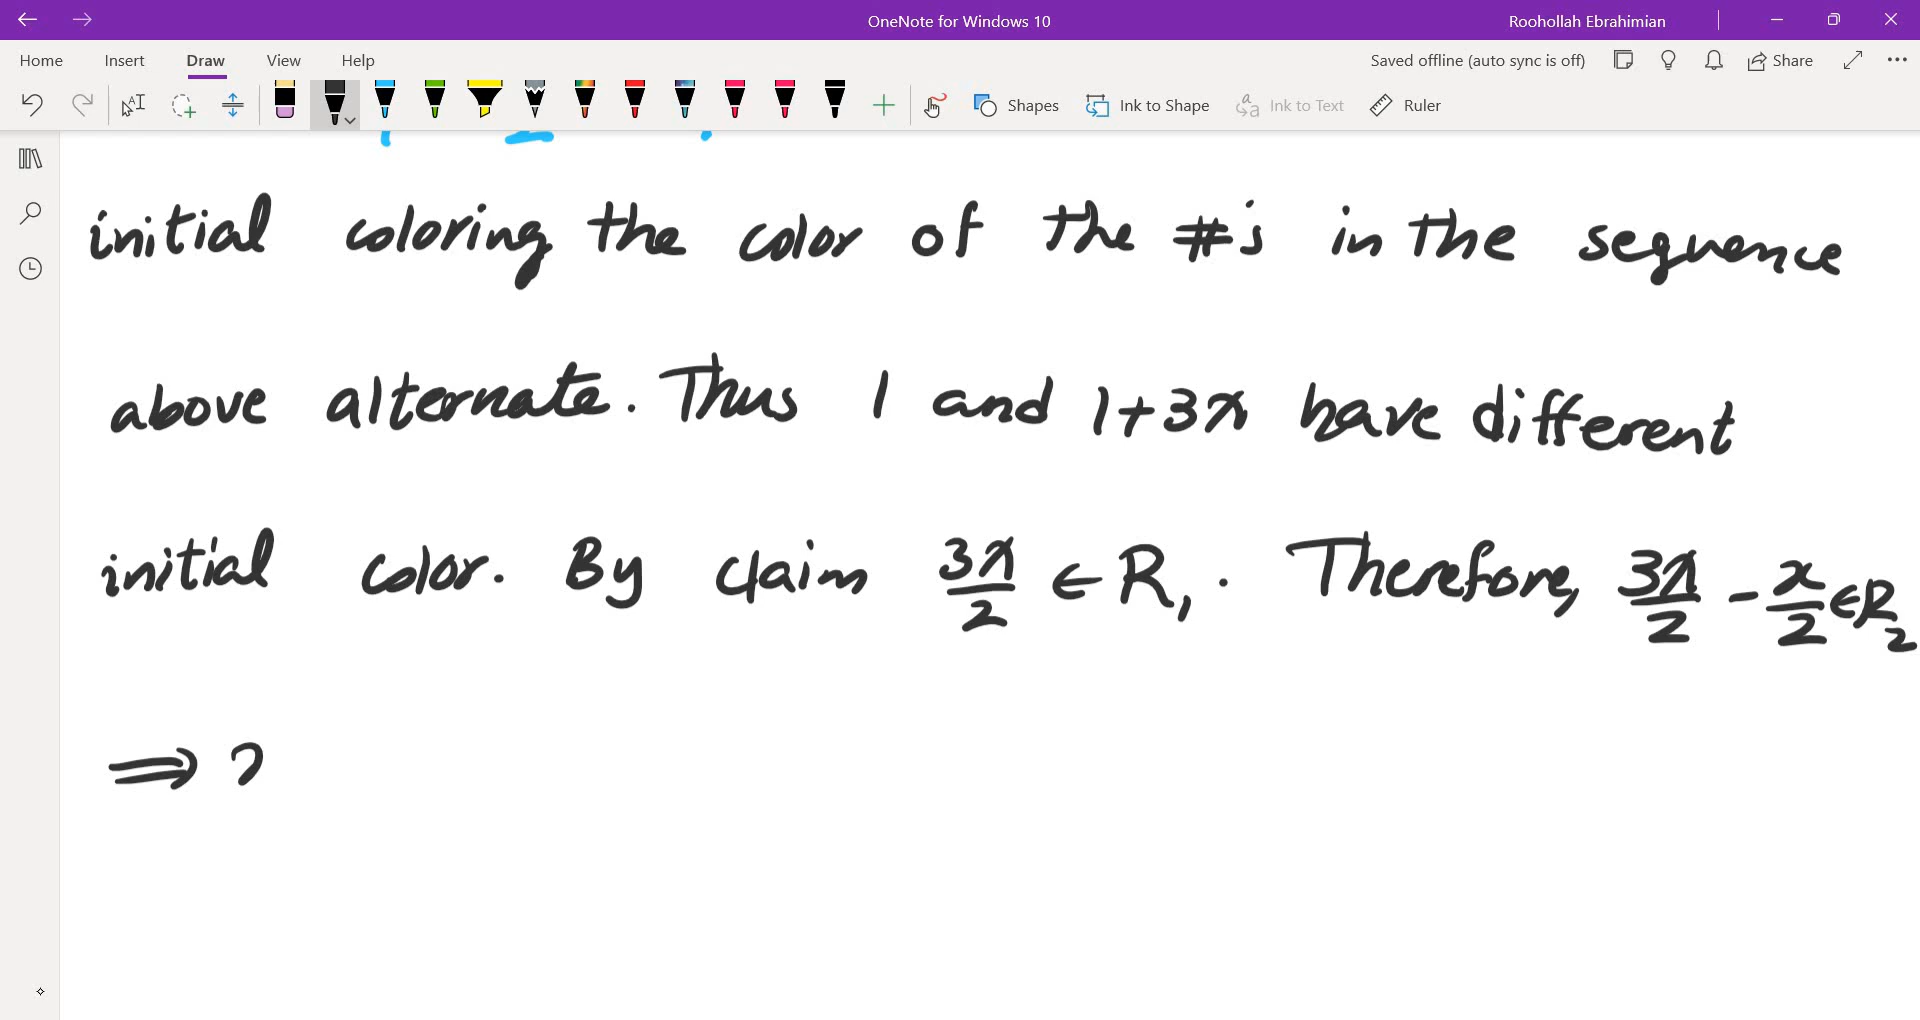 OneNote for Windows 10
Roohollah Ebrahimian
Home Insert Draw View Help
Saved offline (auto sync is off) Share
Shapes Ink to Shape Ink to Text Ruler
initial coloring the color of the #s in the sequence
above alternate. Thus 1 and 1+3x have different
initial color. By claim 3x/2 ∈ R₁. Therefore, 3x/2 - x/2 ∈ R₂
⟹